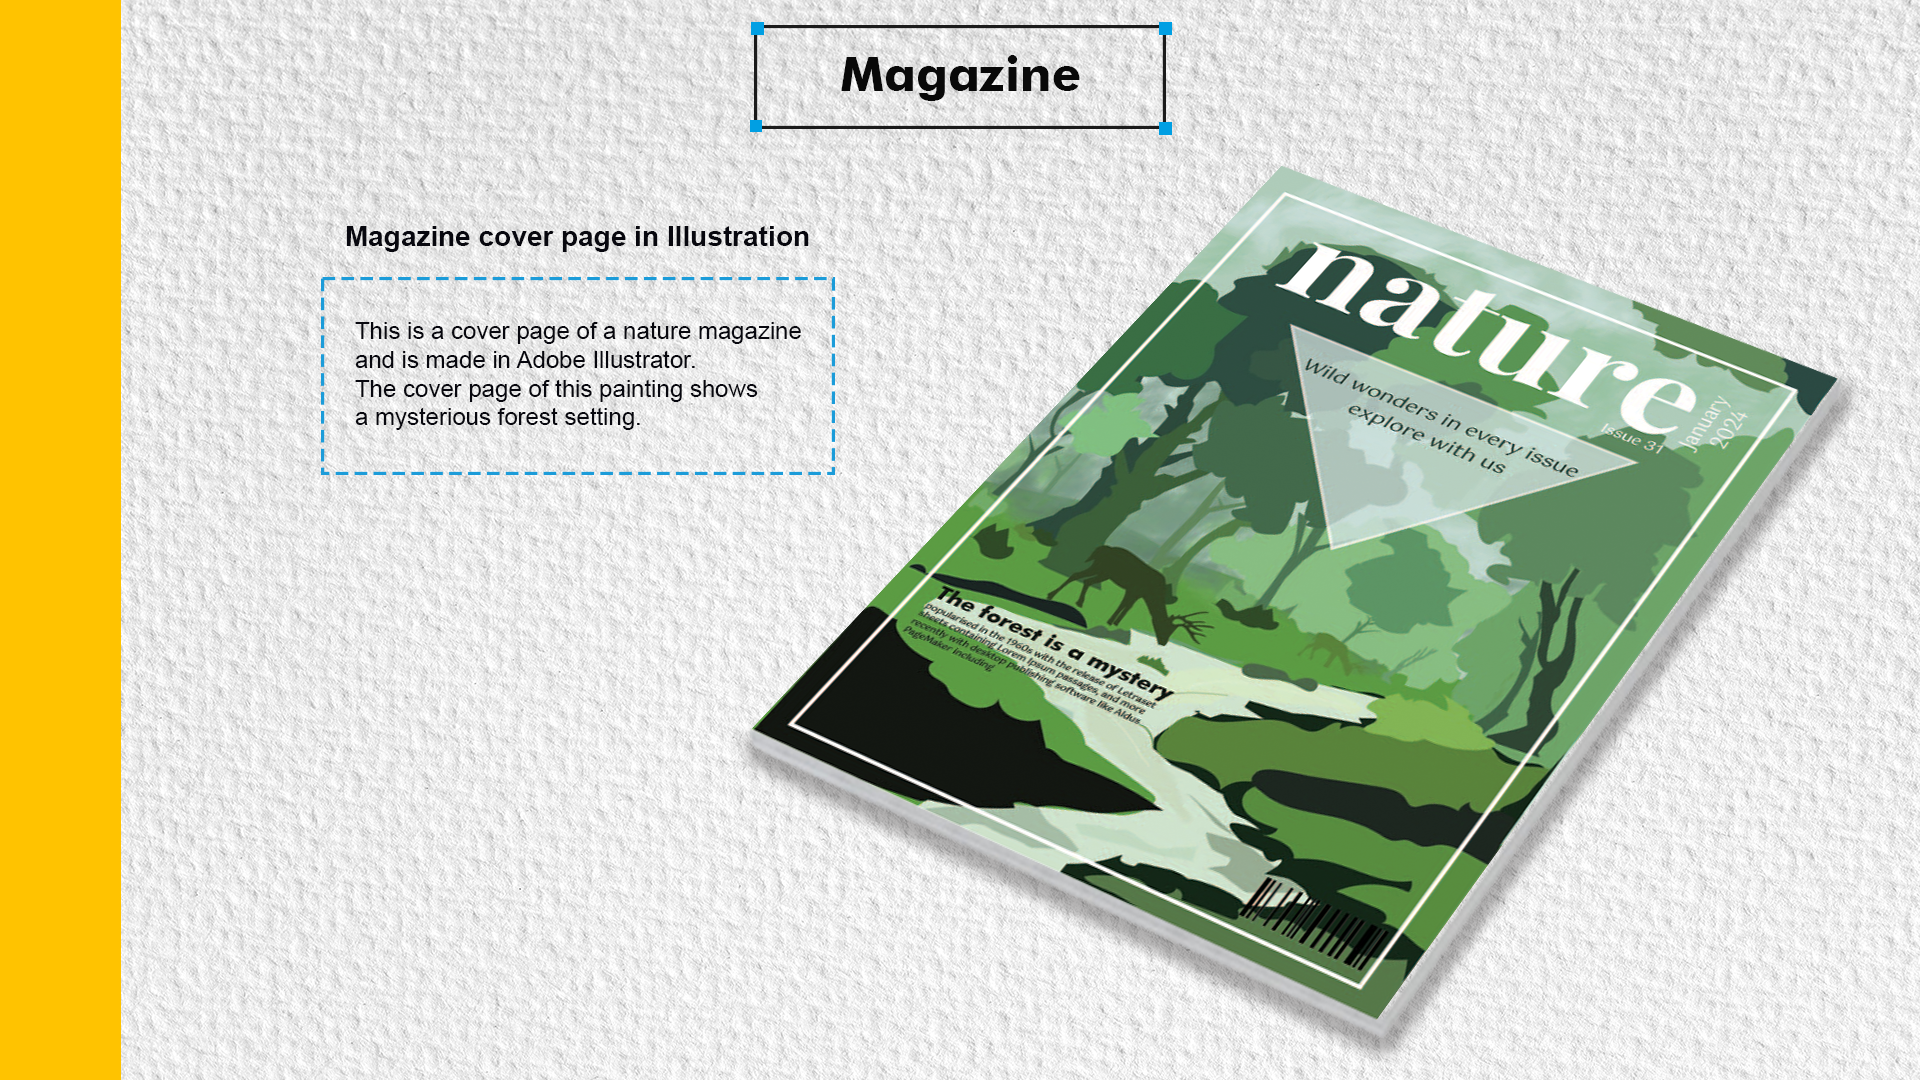 Magazine
Magazine cover page in Illustration
This is a cover page of a nature magazine
and is made in Adobe Illustrator.
The cover page of this painting shows
a mysterious forest setting.
nature
Issue 31
January
2024
Wild wonders in every issue
explore with us
The forest is a mystery
popularised in the 1960s with the release of Letraset
sheets containing Lorem Ipsum passages, and more
recently with desktop publishing software like Aldus
PageMaker including